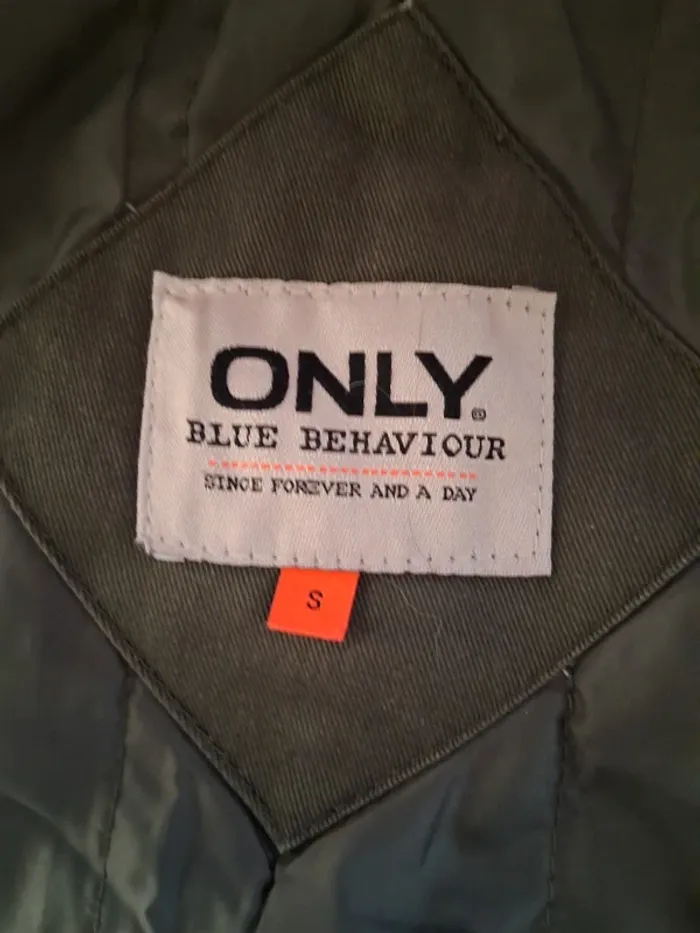 ONLY®
BLUE BEHAVIOUR
SINCE FOREVER AND A DAY
S